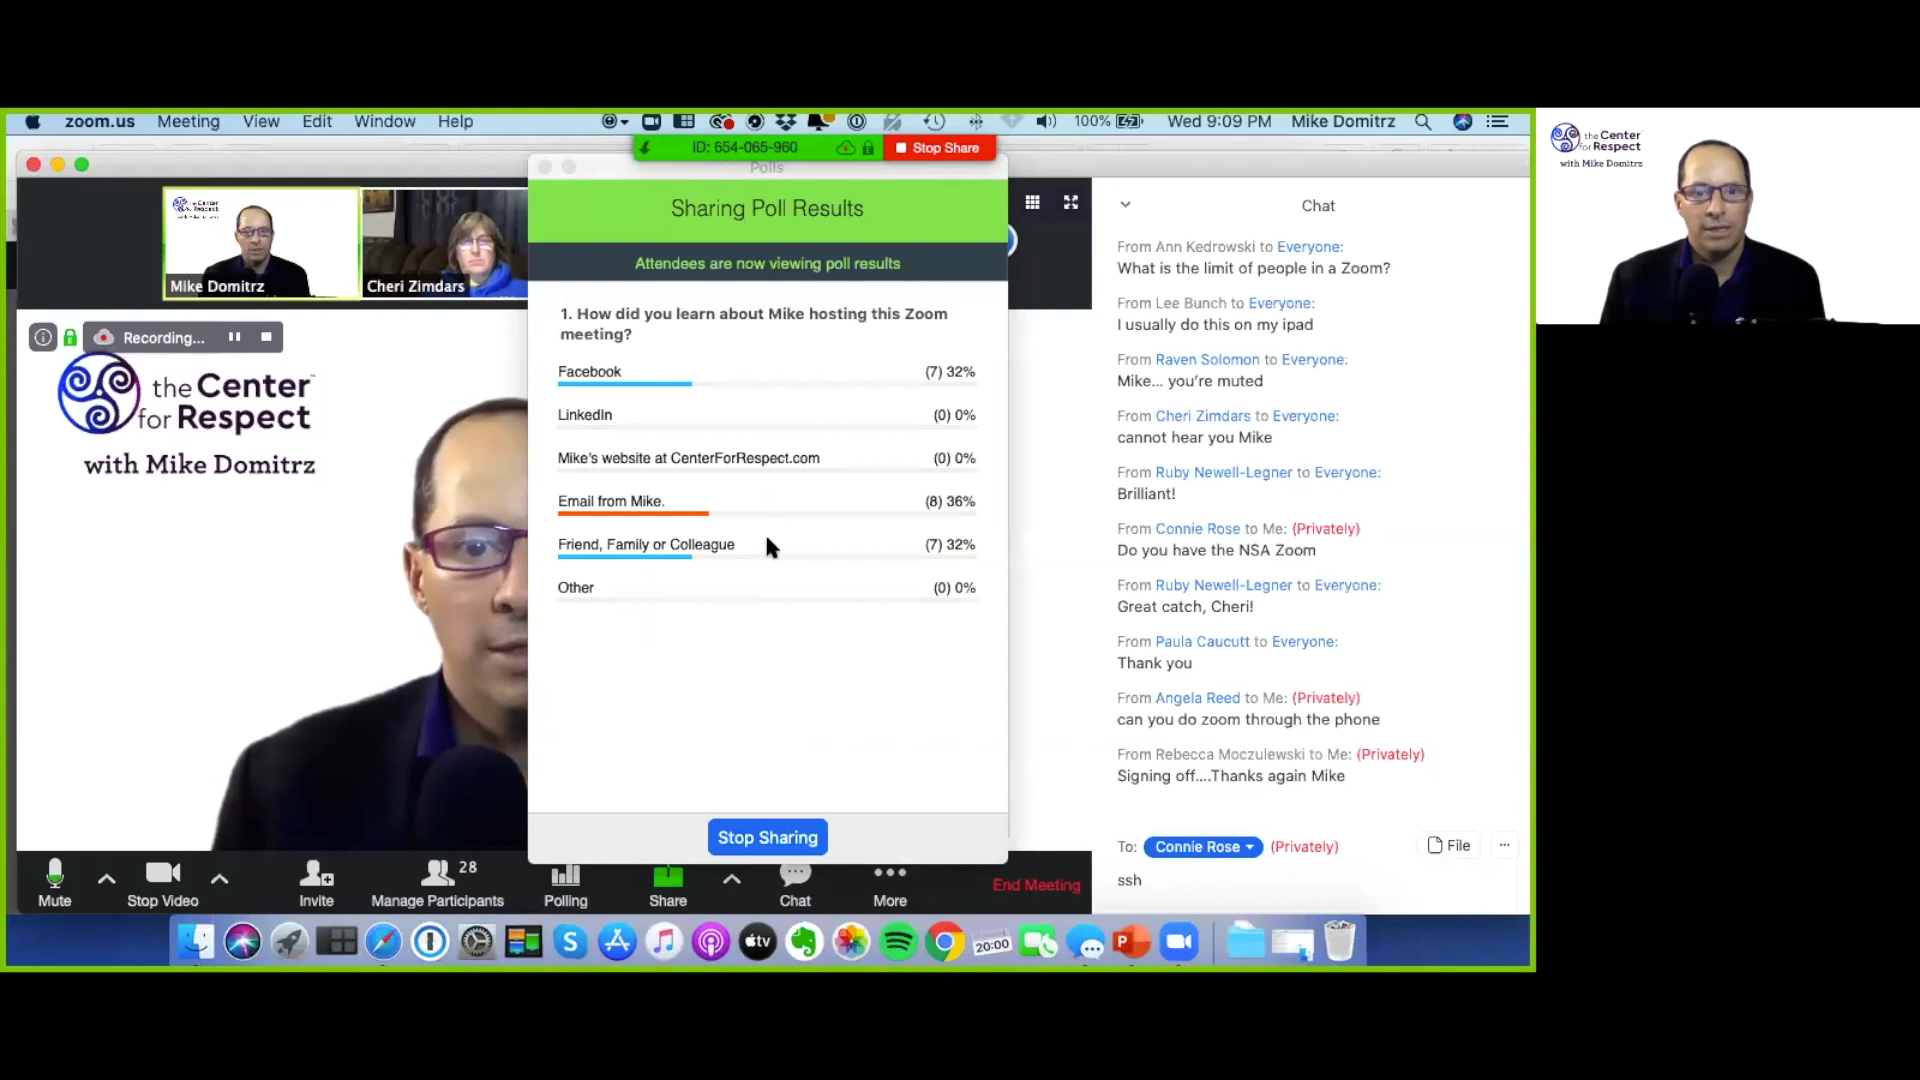 zoom.us Meeting View Edit Window Help 100% Wed 9:09 PM Mike Domitrz
ID: 654-065-960 Stop Share
Polls
Sharing Poll Results
Attendees are now viewing poll results
1. How did you learn about Mike hosting this Zoom
meeting?
Facebook (7) 32%
LinkedIn (0) 0%
Mike's website at CenterForRespect.com (0) 0%
Email from Mike. (8) 36%
Friend, Family or Colleague (7) 32%
Other (0) 0%
Stop Sharing
the Center
for Respect
Mike Domitrz
Cheri Zimdars
Recording...
the Center™
for Respect
with Mike Domitrz
Chat
From Ann Kedrowski to Everyone:
What is the limit of people in a Zoom?
From Lee Bunch to Everyone:
I usually do this on my ipad
From Raven Solomon to Everyone:
Mike... you're muted
From Cheri Zimdars to Everyone:
cannot hear you Mike
From Ruby Newell-Legner to Everyone:
Brilliant!
From Connie Rose to Me: (Privately)
Do you have the NSA Zoom
From Ruby Newell-Legner to Everyone:
Great catch, Cheri!
From Paula Caucutt to Everyone:
Thank you
From Angela Reed to Me: (Privately)
can you do zoom through the phone
From Rebecca Moczulewski to Me: (Privately)
Signing off....Thanks again Mike
To: Connie Rose (Privately) File ...
ssh
Mute Stop Video Invite Manage Participants 28 Polling Share Chat More End Meeting
S tv 20:00 P
the Center
for Respect
with Mike Domitrz